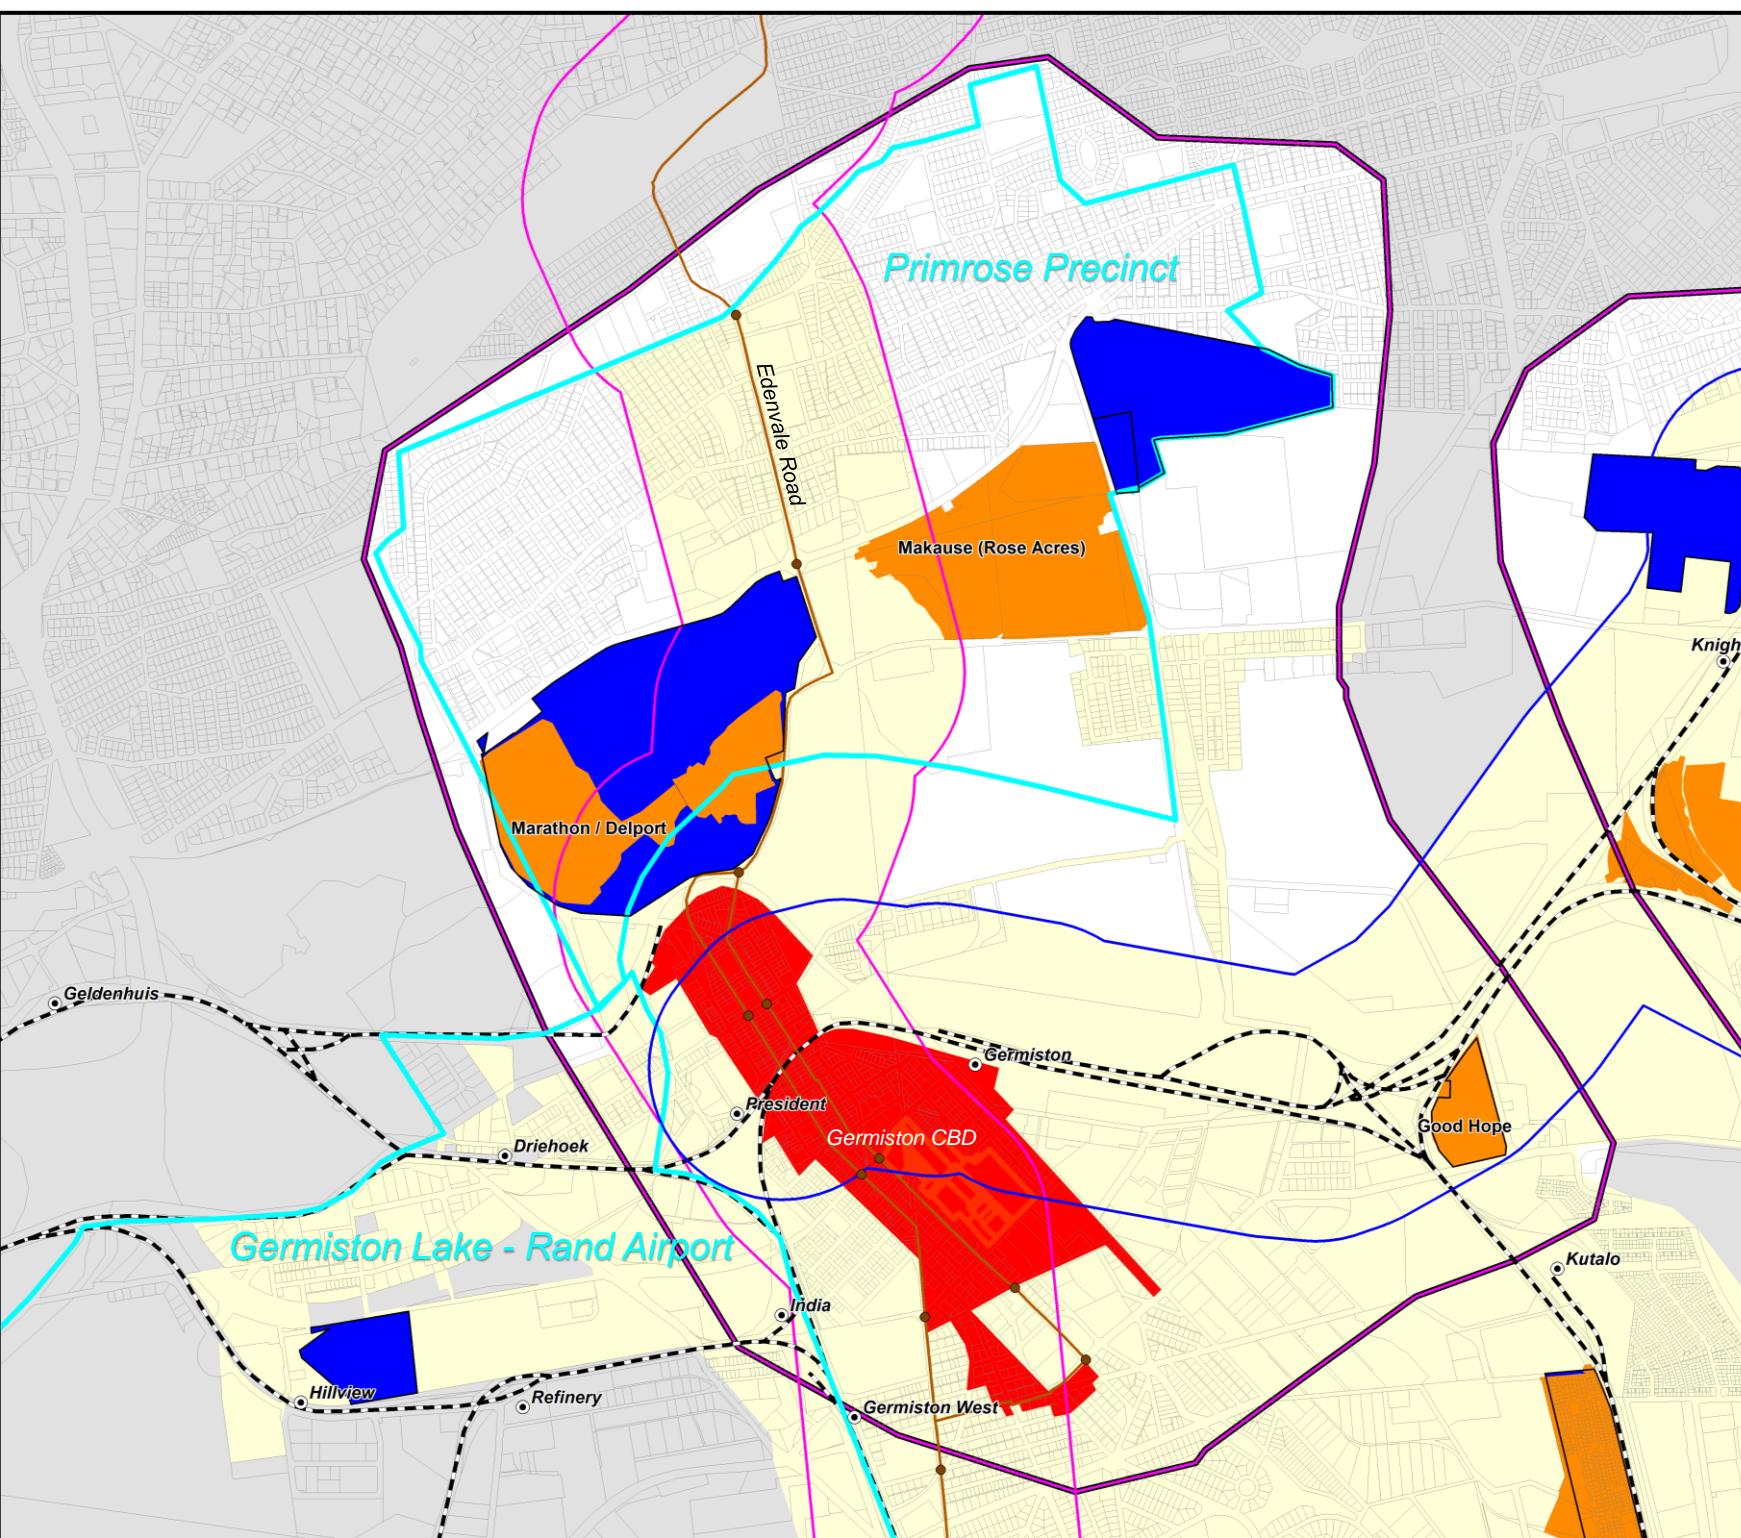 Primrose Precinct
Edenvale Road
Makause (Rose Acres)
Knigh
Marathon / Delport
Geldenhuis
Germiston
President
Good Hope
Germiston CBD
Driehoek
Germiston Lake - Rand Airport
Kutalo
India
Hillview
Refinery
Germiston West